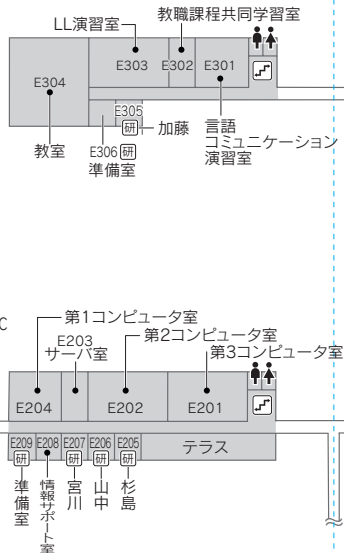 教職課程共同学習室
LL演習室
E304
E303
E302
E301
E305
研
加藤
教室
E306 研
準備室
言語
コミュニケーション
演習室
C
第1コンピュータ室
E203
サーバ室
第2コンピュータ室
第3コンピュータ室
E204
E202
E201
E209
E208
E207
E206
E205
テラス
研
研
研
研
準備室
情報サポート室
宮川
山中
杉島